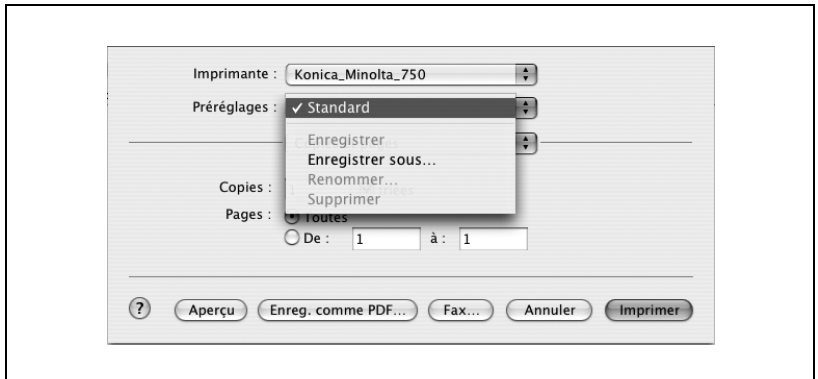 Imprimante : Konica_Minolta_750
Préréglages : ✓ Standard
Enregistrer
Enregistrer sous...
Renommer...
Supprimer
Copies :
Pages : Toutes
De : 1 à : 1
? Aperçu Enreg. comme PDF... Fax... Annuler Imprimer